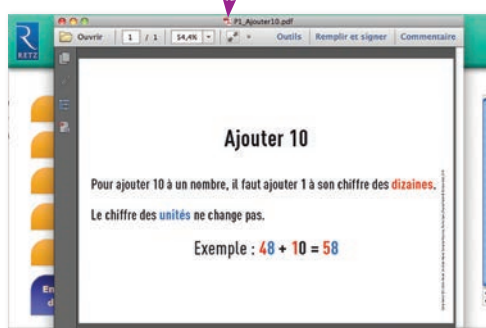 P1_Ajouter10.pdf
Ouvrir 1 / 1 54,4% Outils Remplir et signer Commentaire
R
RETZ
Ajouter 10
Pour ajouter 10 à un nombre, il faut ajouter 1 à son chiffre des dizaines.
Le chiffre des unités ne change pas.
Exemple : 48 + 10 = 58
En
d